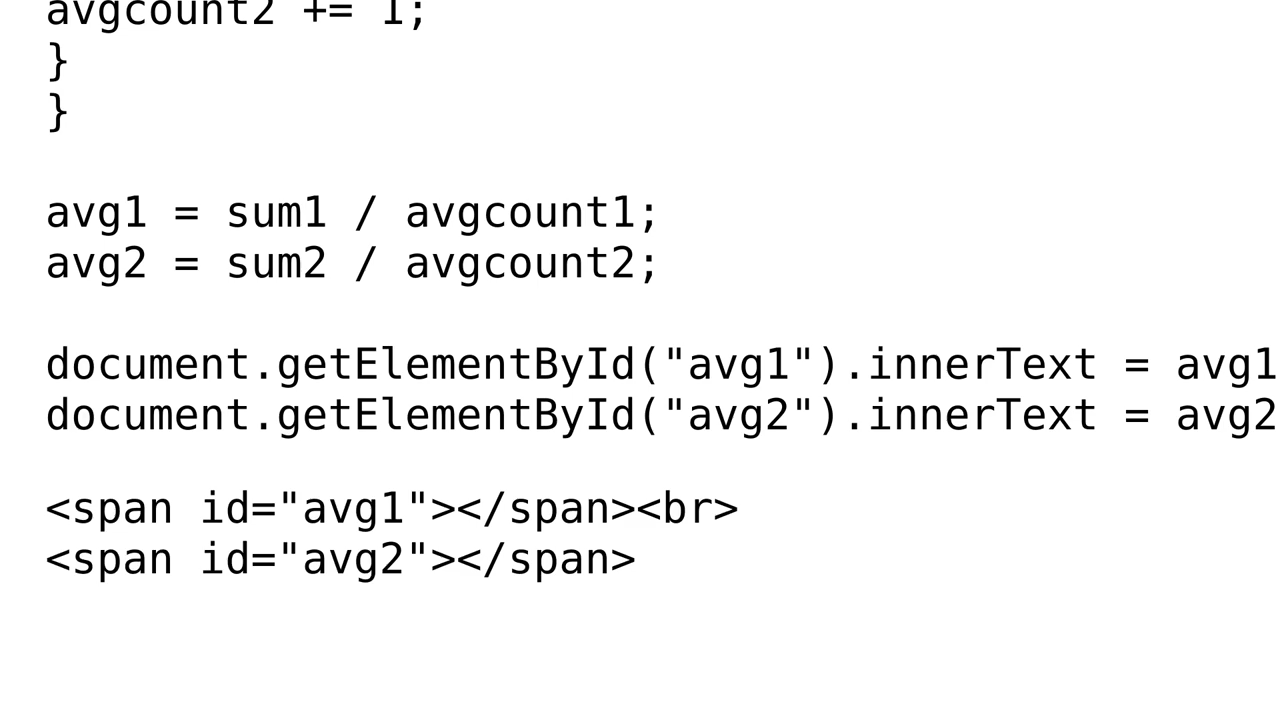 avgcount2 += 1;
}
}
avg1 = sum1 / avgcount1;
avg2 = sum2 / avgcount2;
document.getElementById("avg1").innerText = avg1
document.getElementById("avg2").innerText = avg2
<span id="avg1"></span><br>
<span id="avg2"></span>